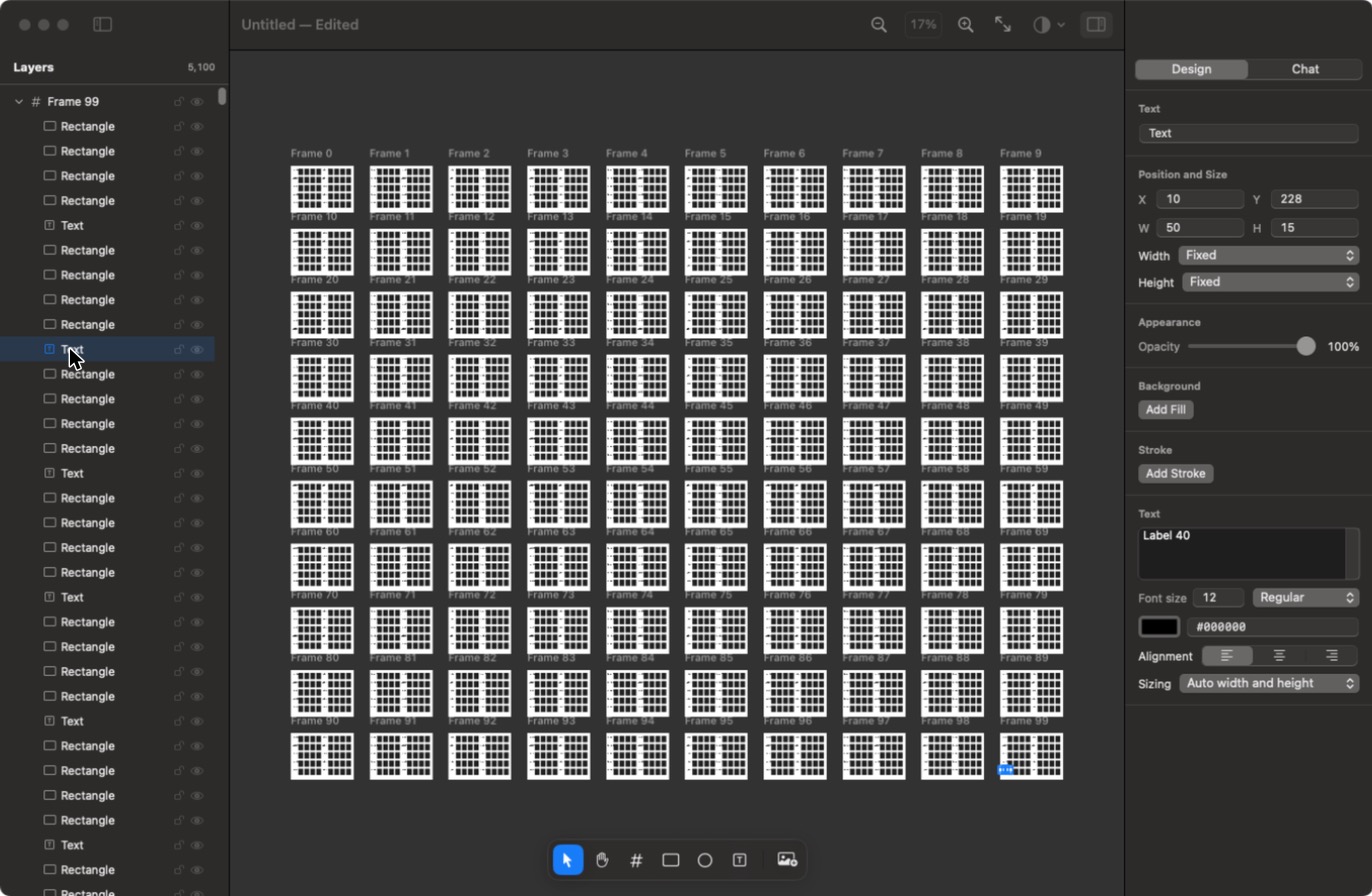 Untitled — Edited
17%
Layers
5,100
Frame 99
Rectangle
Rectangle
Rectangle
Rectangle
Text
Rectangle
Rectangle
Rectangle
Rectangle
Text
Rectangle
Rectangle
Rectangle
Rectangle
Text
Rectangle
Rectangle
Rectangle
Rectangle
Text
Rectangle
Rectangle
Rectangle
Rectangle
Text
Rectangle
Rectangle
Rectangle
Rectangle
Text
Rectangle
Rectangle
Frame 0 Frame 1 Frame 2 Frame 3 Frame 4 Frame 5 Frame 6 Frame 7 Frame 8 Frame 9
Frame 10 Frame 11 Frame 12 Frame 13 Frame 14 Frame 15 Frame 16 Frame 17 Frame 18 Frame 19
Frame 20 Frame 21 Frame 22 Frame 23 Frame 24 Frame 25 Frame 26 Frame 27 Frame 28 Frame 29
Frame 30 Frame 31 Frame 32 Frame 33 Frame 34 Frame 35 Frame 36 Frame 37 Frame 38 Frame 39
Frame 40 Frame 41 Frame 42 Frame 43 Frame 44 Frame 45 Frame 46 Frame 47 Frame 48 Frame 49
Frame 50 Frame 51 Frame 52 Frame 53 Frame 54 Frame 55 Frame 56 Frame 57 Frame 58 Frame 59
Frame 60 Frame 61 Frame 62 Frame 63 Frame 64 Frame 65 Frame 66 Frame 67 Frame 68 Frame 69
Frame 70 Frame 71 Frame 72 Frame 73 Frame 74 Frame 75 Frame 76 Frame 77 Frame 78 Frame 79
Frame 80 Frame 81 Frame 82 Frame 83 Frame 84 Frame 85 Frame 86 Frame 87 Frame 88 Frame 89
Frame 90 Frame 91 Frame 92 Frame 93 Frame 94 Frame 95 Frame 96 Frame 97 Frame 98 Frame 99
Design Chat
Text
Text
Position and Size
X 10 Y 228
W 50 H 15
Width Fixed
Height Fixed
Appearance
Opacity 100%
Background
Add Fill
Stroke
Add Stroke
Text
Label 40
Font size 12 Regular
#000000
Alignment
Sizing Auto width and height